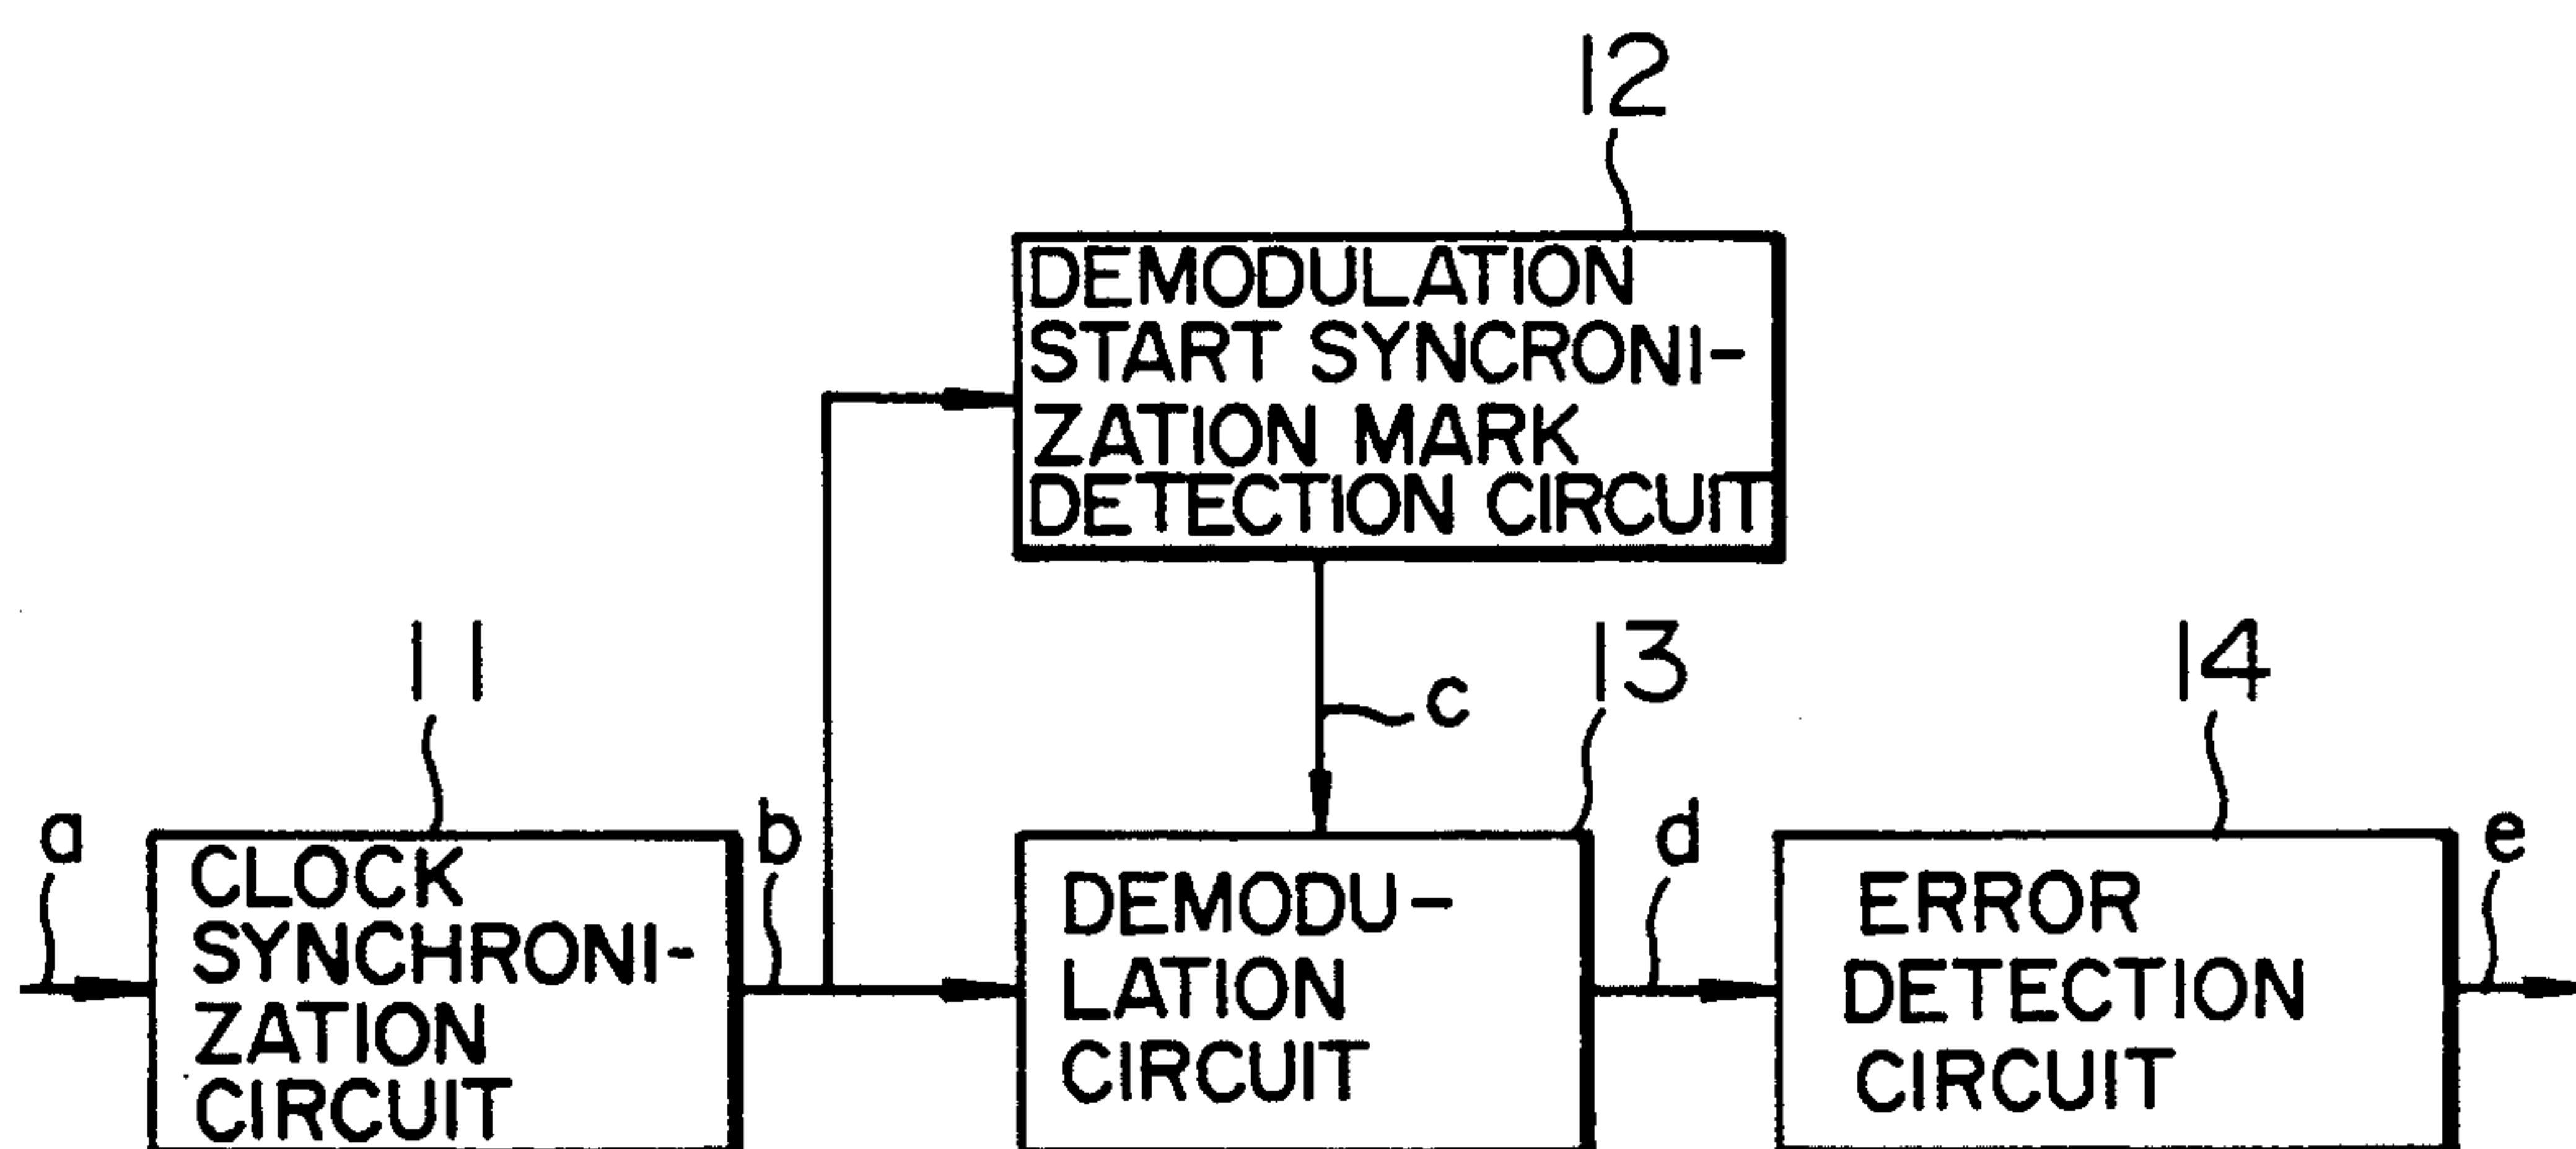 12
DEMODULATION
START SYNCRONI-
ZATION MARK
DETECTION CIRCUIT
11
c
13
14
a
CLOCK
SYNCHRONI-
ZATION
CIRCUIT
b
DEMODU-
LATION
CIRCUIT
d
ERROR
DETECTION
CIRCUIT
e